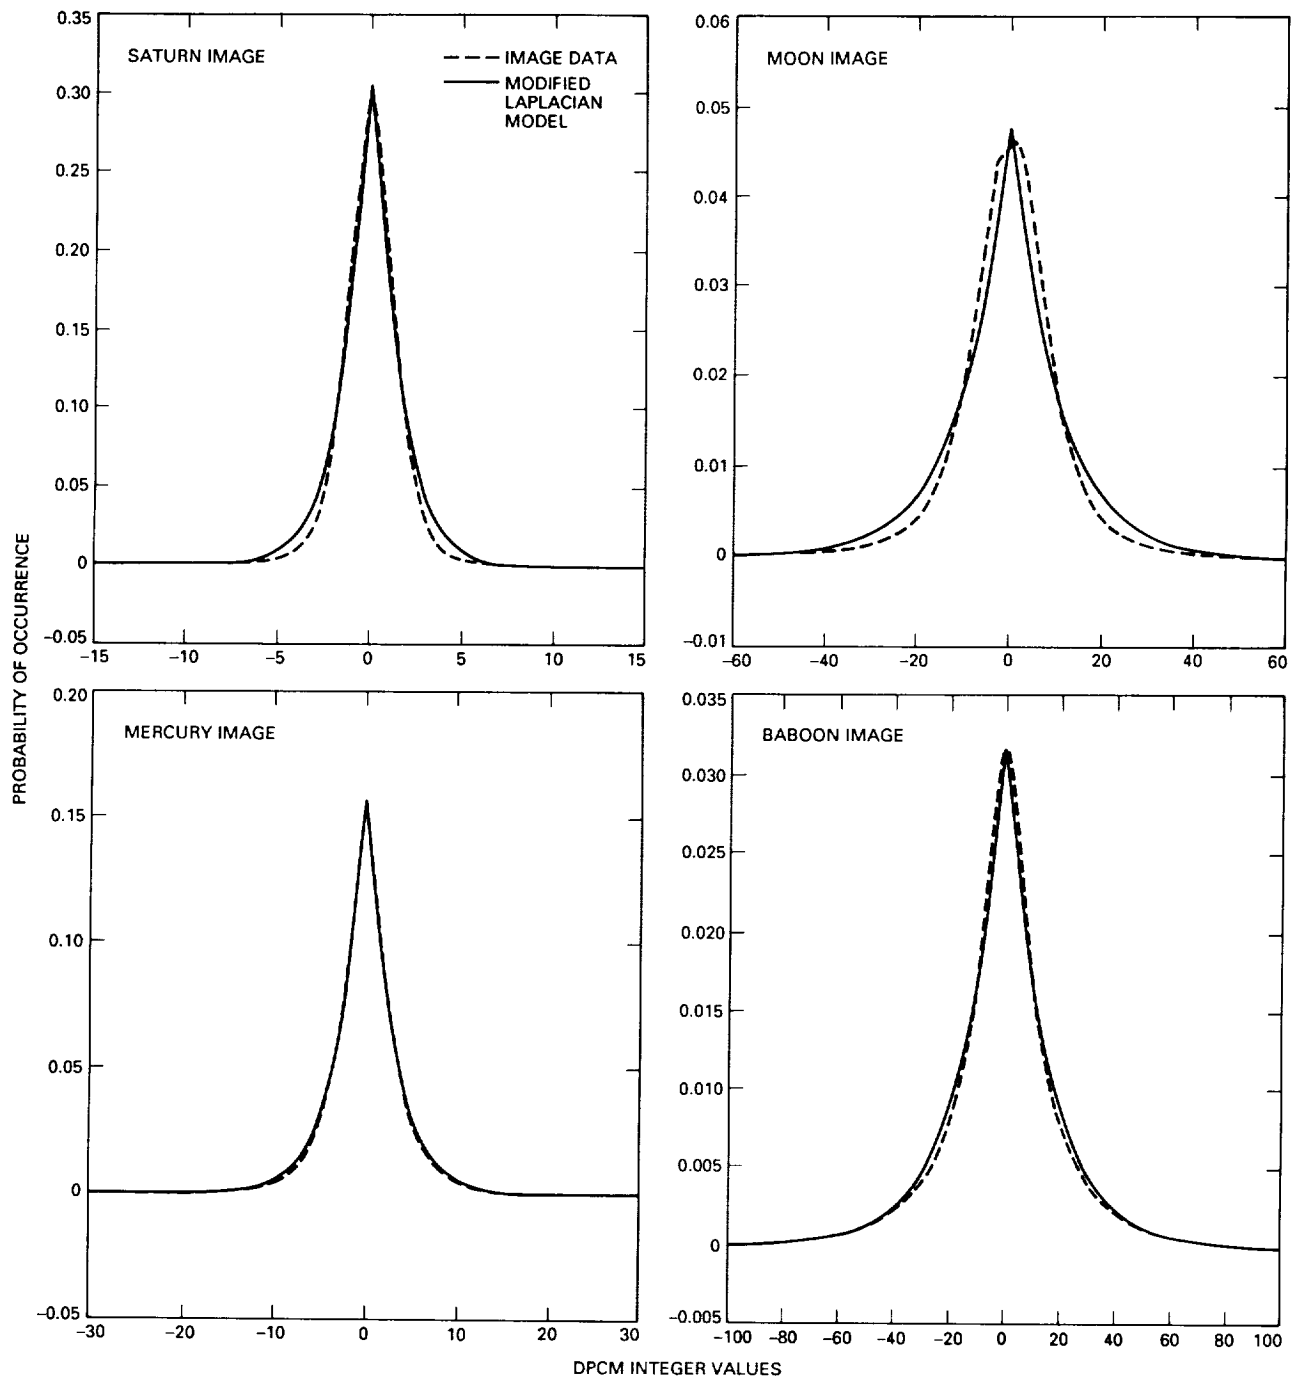 SATURN IMAGE
IMAGE DATA
MODIFIED
LAPLACIAN
MODEL
0.35
0.30
0.25
0.20
0.15
0.10
0.05
0
−0.05
−15 −10 −5 0 5 10 15
MOON IMAGE
0.06
0.05
0.04
0.03
0.02
0.01
0
−0.01
−60 −40 −20 0 20 40 60
MERCURY IMAGE
0.20
0.15
0.10
0.05
0
−0.05
−30 −20 −10 0 10 20 30
BABOON IMAGE
0.035
0.030
0.025
0.020
0.015
0.010
0.005
0
−0.005
−100 −80 −60 −40 −20 0 20 40 60 80 100
PROBABILITY OF OCCURRENCE
DPCM INTEGER VALUES